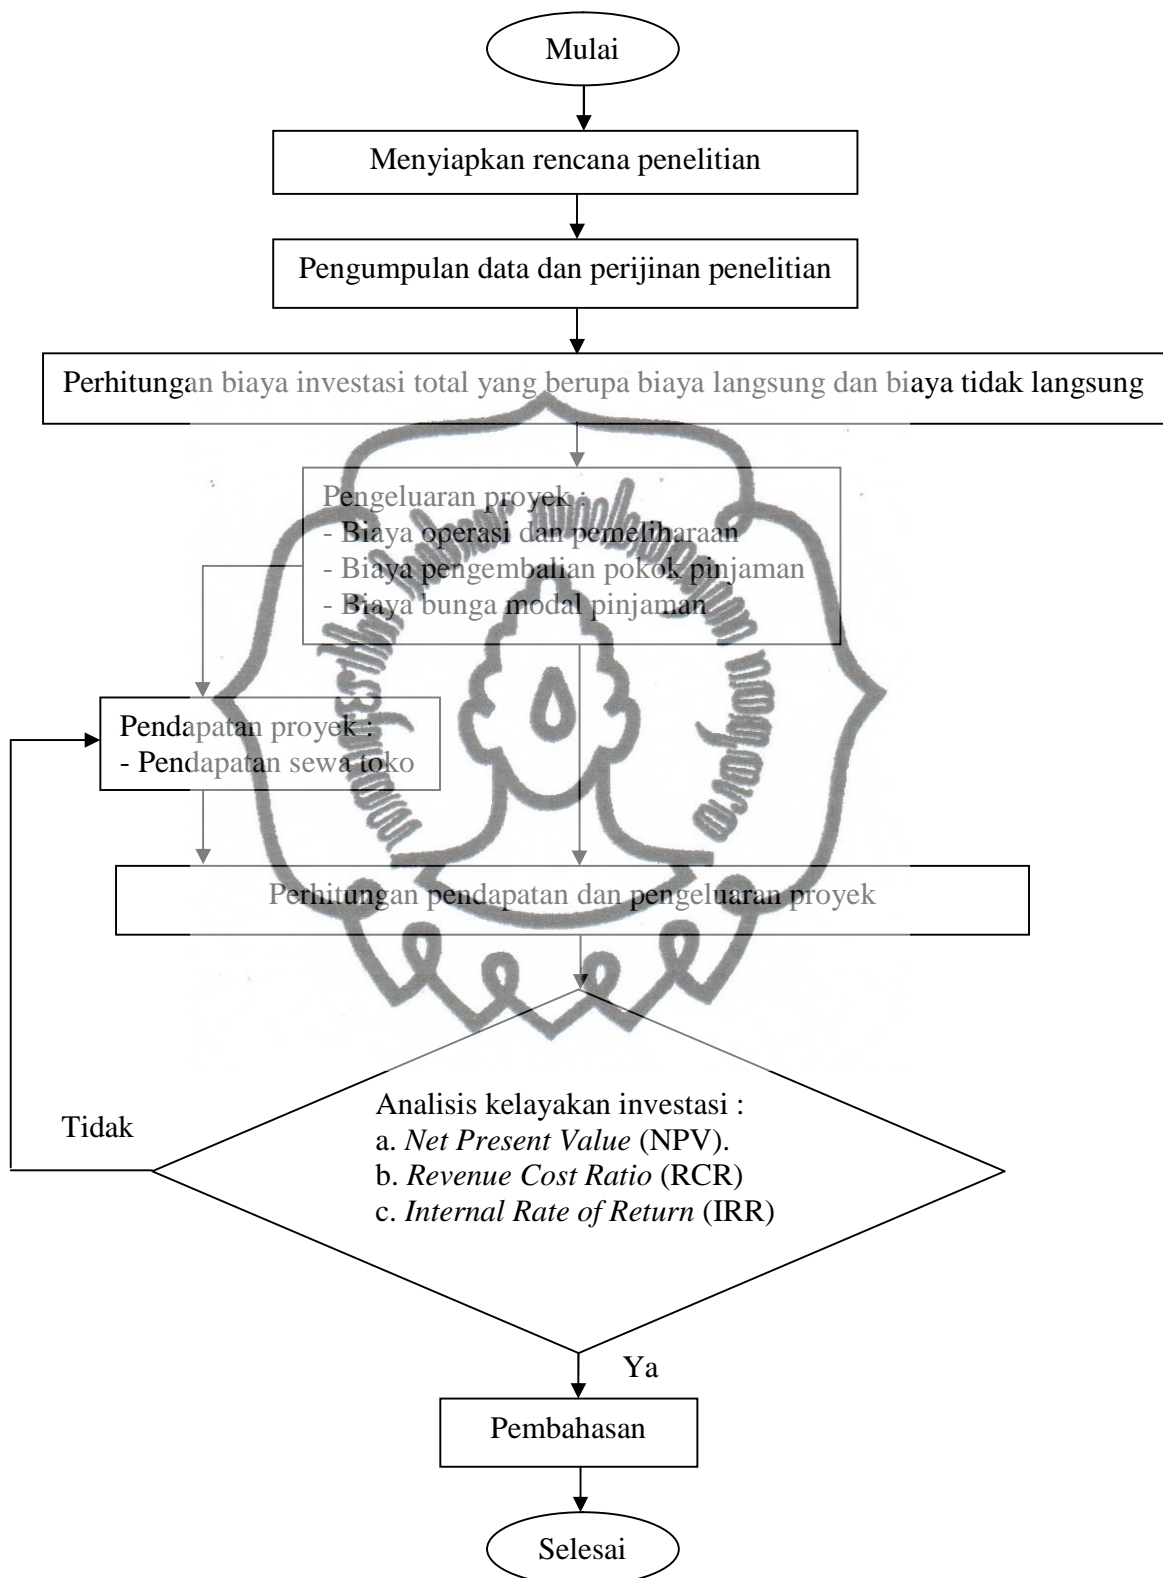 Mulai
Menyiapkan rencana penelitian
Pengumpulan data dan perijinan penelitian
Perhitungan biaya investasi total yang berupa biaya langsung dan biaya tidak langsung
Pengeluaran proyek :
- Biaya operasi dan pemeliharaan
- Biaya pengembalian pokok pinjaman
- Biaya bunga modal pinjaman
Pendapatan proyek :
- Pendapatan sewa toko
Perhitungan pendapatan dan pengeluaran proyek
Analisis kelayakan investasi :
a. Net Present Value (NPV).
b. Revenue Cost Ratio (RCR)
c. Internal Rate of Return (IRR)
Tidak
Ya
Pembahasan
Selesai